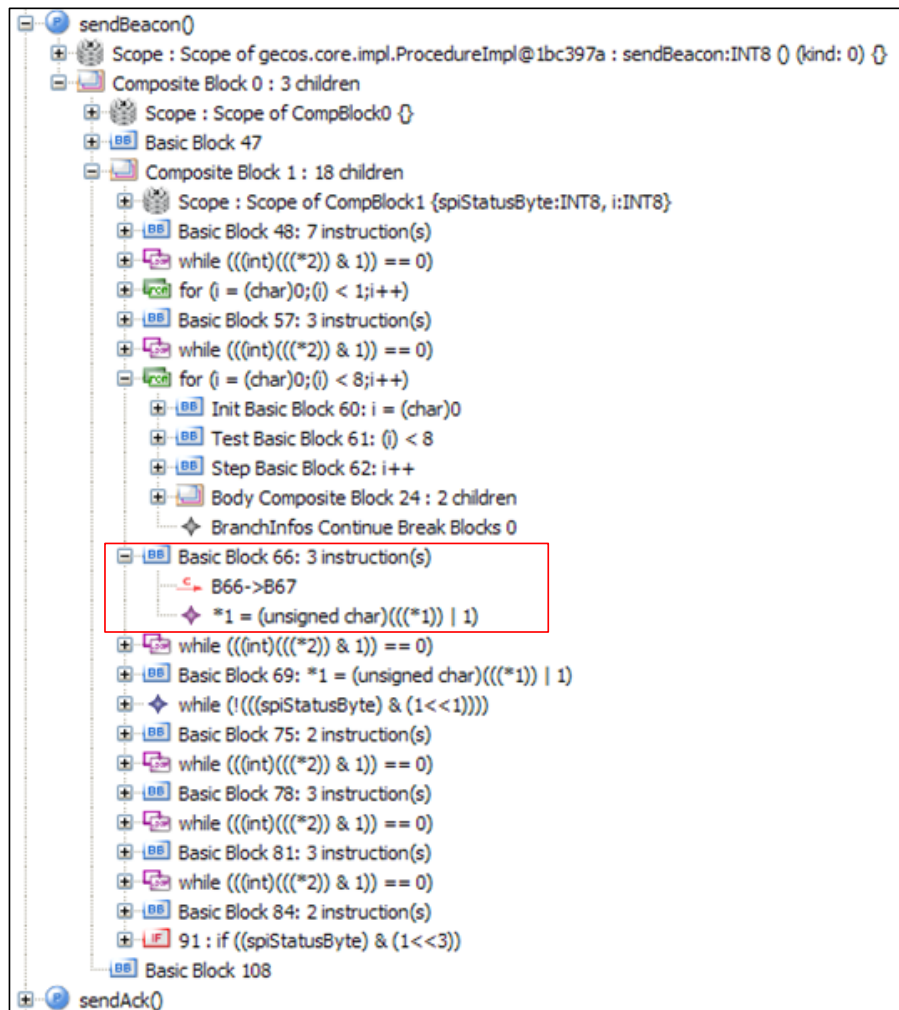 sendBeacon()
Scope : Scope of gecos.core.impl.ProcedureImpl@1bc397a : sendBeacon:INT8 () (kind: 0) {}
Composite Block 0 : 3 children
Scope : Scope of CompBlock0 {}
Basic Block 47
Composite Block 1 : 18 children
Scope : Scope of CompBlock1 {spiStatusByte:INT8, i:INT8}
Basic Block 48: 7 instruction(s)
while (((int)(((*2)) & 1)) == 0)
for (i = (char)0;(i) < 1;i++)
Basic Block 57: 3 instruction(s)
while (((int)(((*2)) & 1)) == 0)
for (i = (char)0;(i) < 8;i++)
Init Basic Block 60: i = (char)0
Test Basic Block 61: (i) < 8
Step Basic Block 62: i++
Body Composite Block 24 : 2 children
BranchInfos Continue Break Blocks 0
Basic Block 66: 3 instruction(s)
B66->B67
*1 = (unsigned char)(((*1)) | 1)
while (((int)(((*2)) & 1)) == 0)
Basic Block 69: *1 = (unsigned char)(((*1)) | 1)
while (!(((spiStatusByte) & (1<<1))))
Basic Block 75: 2 instruction(s)
while (((int)(((*2)) & 1)) == 0)
Basic Block 78: 3 instruction(s)
while (((int)(((*2)) & 1)) == 0)
Basic Block 81: 3 instruction(s)
while (((int)(((*2)) & 1)) == 0)
Basic Block 84: 2 instruction(s)
91 : if ((spiStatusByte) & (1<<3))
Basic Block 108
sendAck()